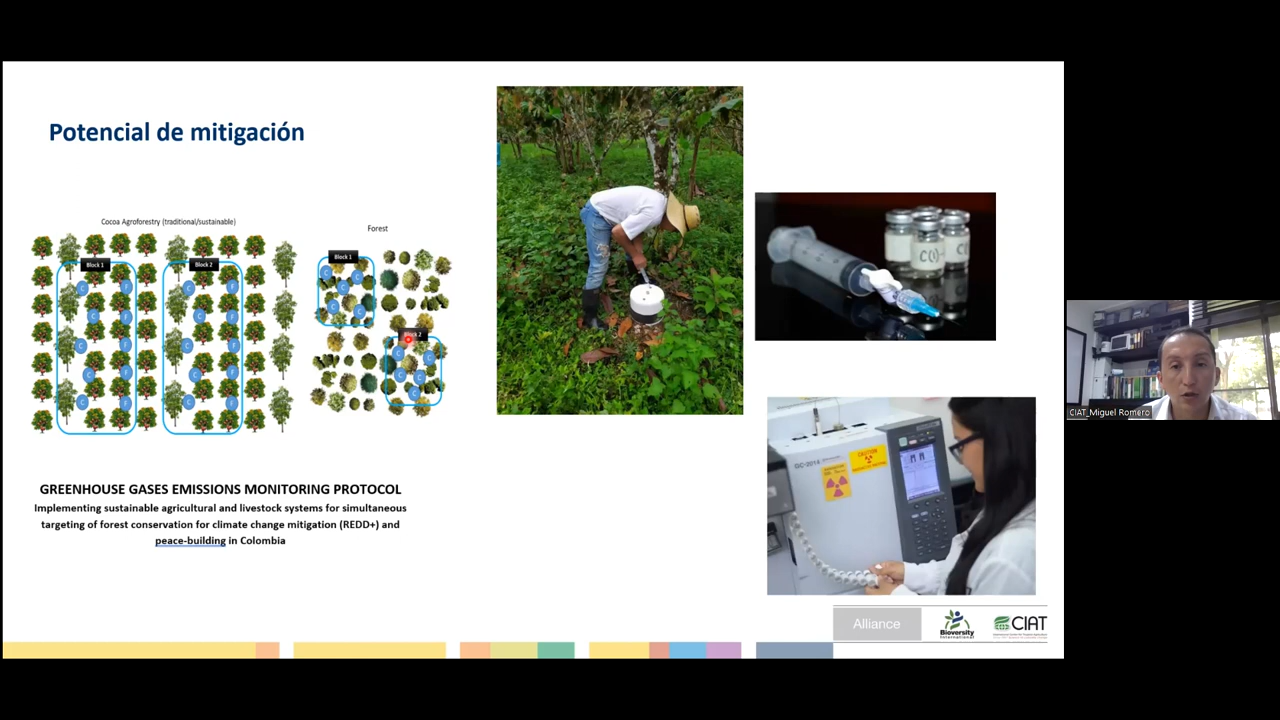 Potencial de mitigación
Cocoa Agroforestry (traditional/sustainable)
Forest
Block 1
Block 2
Block 1
Block 2
GREENHOUSE GASES EMISSIONS MONITORING PROTOCOL
Implementing sustainable agricultural and livestock systems for simultaneous
targeting of forest conservation for climate change mitigation (REDD+) and
peace-building in Colombia
GC-2014
CAUTION
Alliance
Bioversity
International
CIAT
CIAT_Miguel Romero